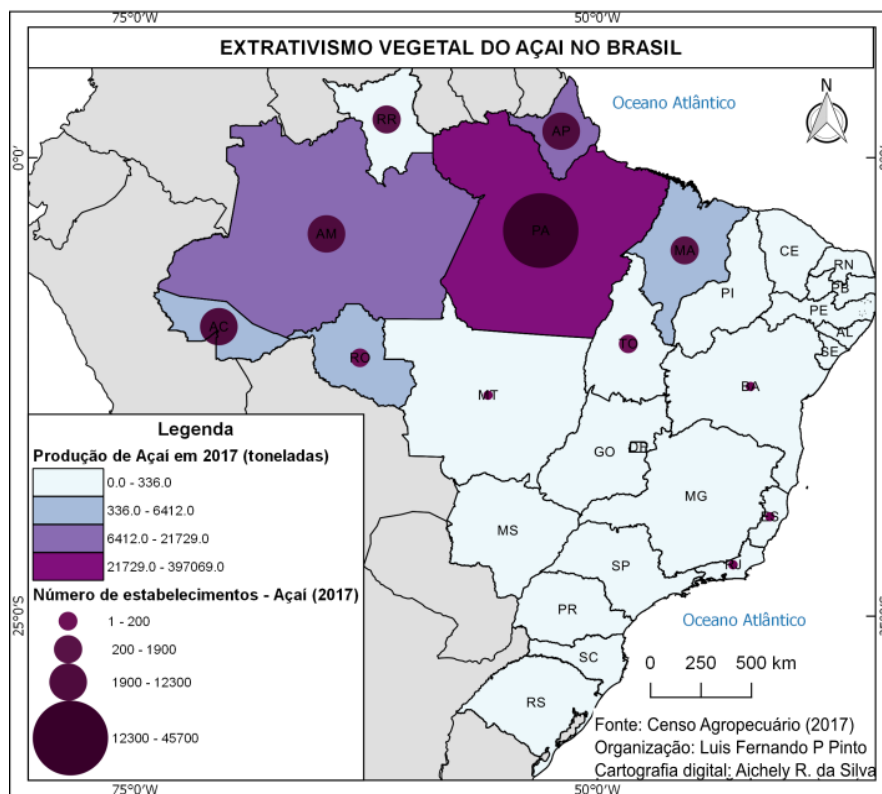 75°0'0"O 50°0'0"O
EXTRATIVISMO VEGETAL DO AÇAI NO BRASIL
N
Oceano Atlântico
RR
AP
0°0'
AM
PA
MA
CE
RN
PB
PI
PE
AL
AC
TO
SE
RO
MT
BA
GO
DF
MG
MS
ES
SP
RJ
PR
SC
RS
Legenda
Produção de Açaí em 2017 (toneladas)
0.0 - 336.0
336.0 - 6412.0
6412.0 - 21729.0
21729.0 - 397069.0
Número de estabelecimentos - Açaí (2017)
1 - 200
200 - 1900
1900 - 12300
12300 - 45700
25°0'S
Oceano Atlântico
0 250 500 km
Fonte: Censo Agropecuário (2017)
Organização: Luis Fernando P Pinto
Cartografia digital: Aichely R. da Silva
75°0'0"O 50°0'0"O